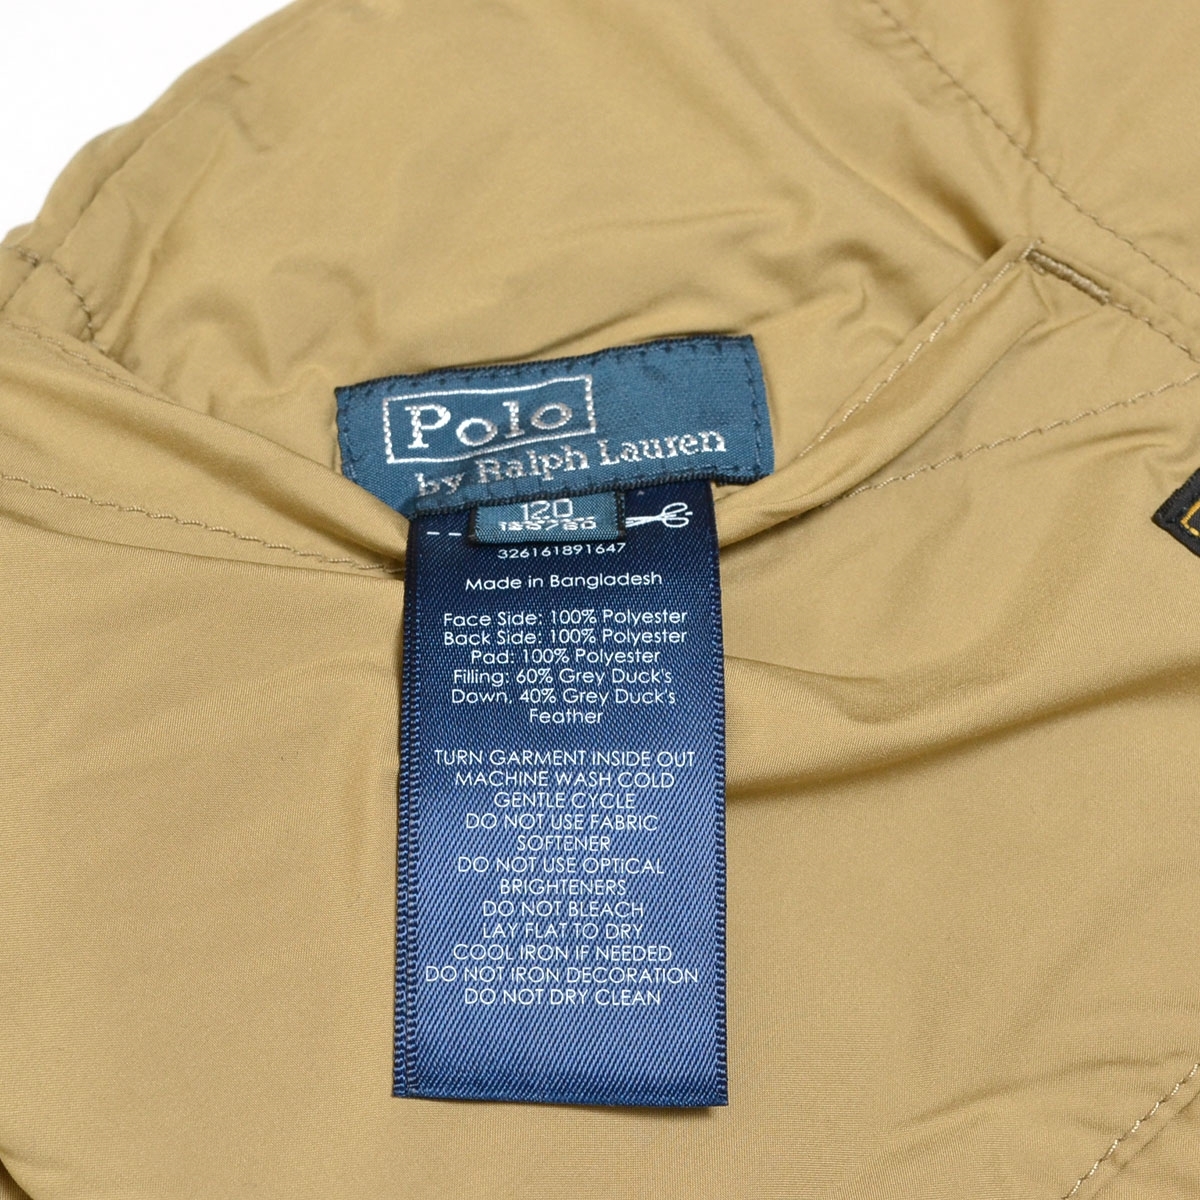 Polo
by Ralph Lauren
120
326161891647
Made in Bangladesh
Face Side: 100% Polyester
Back Side: 100% Polyester
Pad: 100% Polyester
Filling: 60% Grey Duck's
Down, 40% Grey Duck's
Feather
TURN GARMENT INSIDE OUT
MACHINE WASH COLD
GENTLE CYCLE
DO NOT USE FABRIC
SOFTENER
DO NOT USE OPTICAL
BRIGHTENERS
DO NOT BLEACH
LAY FLAT TO DRY
COOL IRON IF NEEDED
DO NOT IRON DECORATION
DO NOT DRY CLEAN